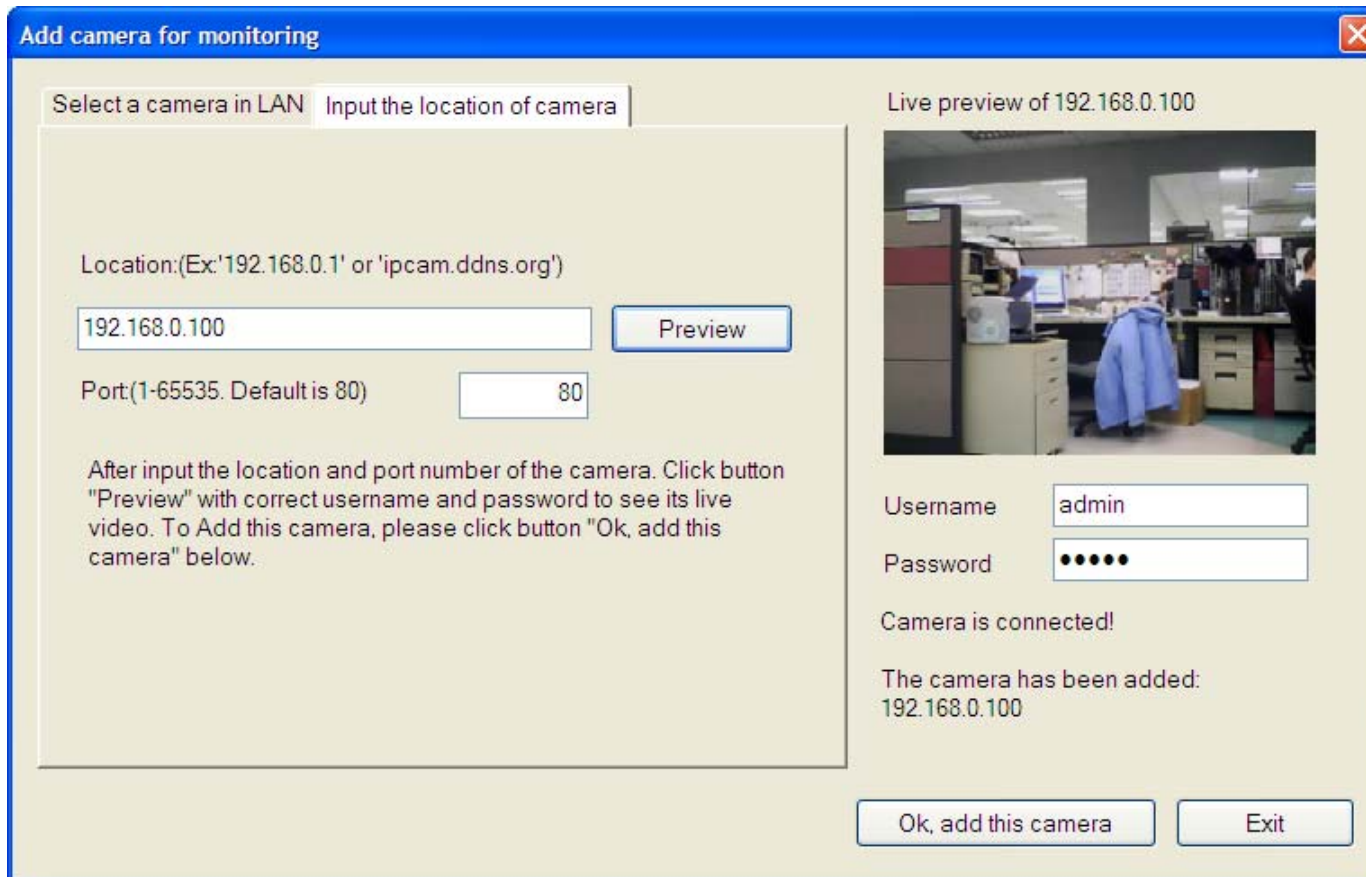 Add camera for monitoring
Select a camera in LAN
Input the location of camera
Location:(Ex:'192.168.0.1' or 'ipcam.ddns.org')
192.168.0.100
Preview
Port:(1-65535. Default is 80)
80
After input the location and port number of the camera. Click button
"Preview" with correct username and password to see its live
video. To Add this camera, please click button "Ok, add this
camera" below.
Live preview of 192.168.0.100
Username
admin
Password
•••••
Camera is connected!
The camera has been added:
192.168.0.100
Ok, add this camera
Exit